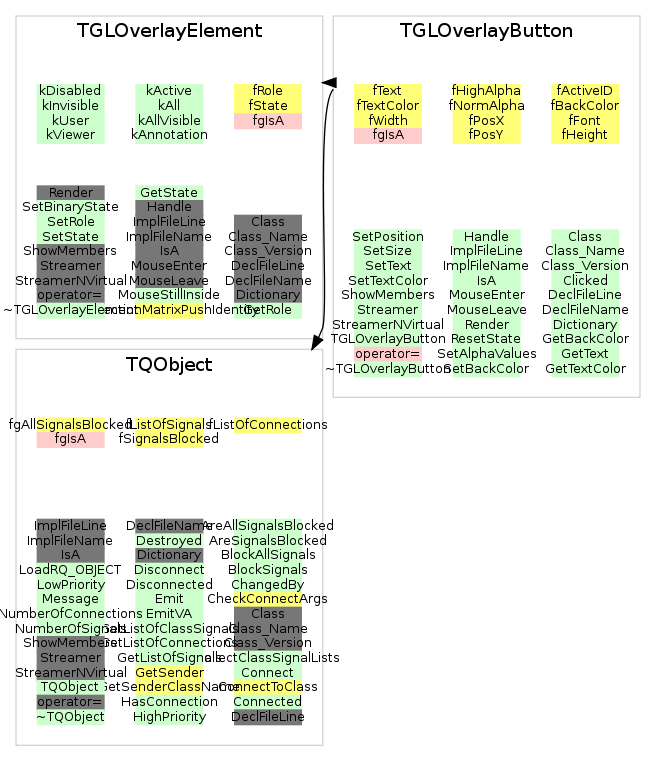 TGLOverlayElement
kDisabled
kInvisible
kUser
kViewer
kActive
kAll
kAllVisible
kAnnotation
fRole
fState
fgIsA
Render
SetBinaryState
SetRole
SetState
ShowMembers
Streamer
StreamerNVirtual
operator=
~TGLOverlayElement
GetState
Handle
ImplFileLine
ImplFileName
IsA
MouseEnter
MouseLeave
MouseStillInside
Class
Class_Name
Class_Version
DeclFileLine
DeclFileName
Dictionary
GetRole
TGLOverlayButton
fText
fTextColor
fWidth
fgIsA
fHighAlpha
fNormAlpha
fPosX
fPosY
fActiveID
fBackColor
fFont
fHeight
SetPosition
SetSize
SetText
SetTextColor
ShowMembers
Streamer
StreamerNVirtual
TGLOverlayButton
operator=
~TGLOverlayButton
Handle
ImplFileLine
ImplFileName
IsA
MouseEnter
MouseLeave
Render
ResetState
SetAlphaValues
SetBackColor
Class
Class_Name
Class_Version
Clicked
DeclFileLine
DeclFileName
Dictionary
GetBackColor
GetText
GetTextColor
TQObject
fgAllSignalsBlocked
fgIsA
fListOfSignals
fSignalsBlocked
fListOfConnections
ImplFileLine
ImplFileName
IsA
LoadRQ_OBJECT
LowPriority
Message
NumberOfConnections
NumberOfSignals
ShowMembers
Streamer
StreamerNVirtual
TQObject
operator=
~TQObject
DeclFileName
Destroyed
Dictionary
Disconnect
Disconnected
Emit
EmitVA
GetListOfClassSignals
GetListOfConnections
GetListOfSignals
GetSender
GetSenderClassName
HasConnection
HighPriority
AreAllSignalsBlocked
AreSignalsBlocked
BlockAllSignals
BlockSignals
ChangedBy
CheckConnectArgs
Class
Class_Name
Class_Version
Connect
ConnectToClass
Connected
DeclFileLine